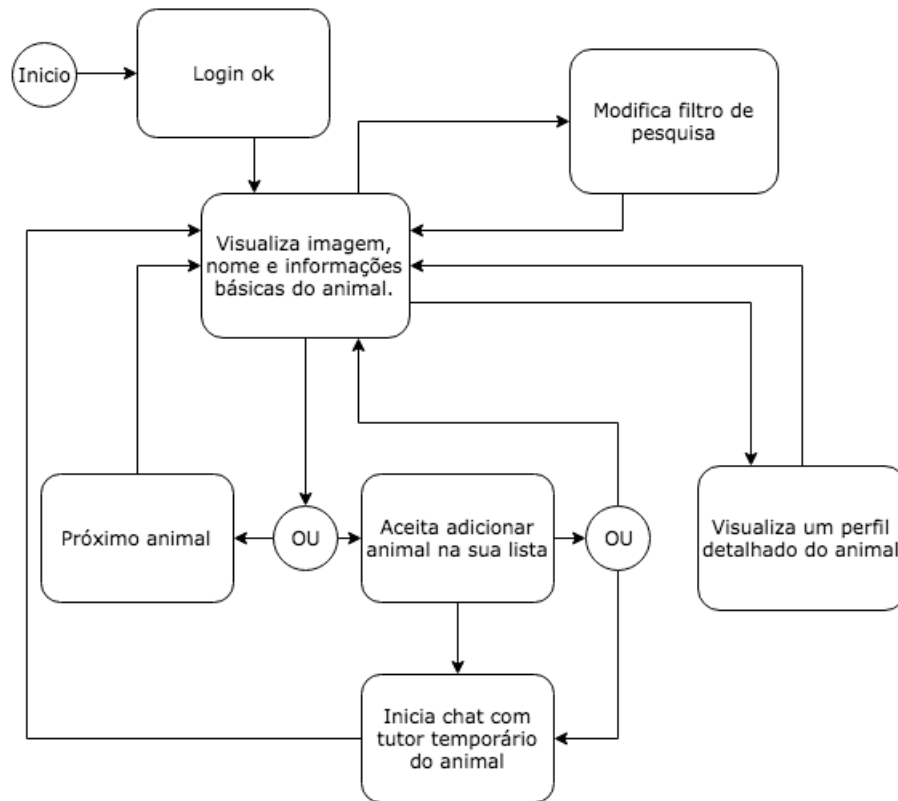 Inicio
Login ok
Modifica filtro de
pesquisa
Visualiza imagem,
nome e informações
básicas do animal.
Próximo animal
OU
Aceita adicionar
animal na sua lista
OU
Visualiza um perfil
detalhado do animal
Inicia chat com
tutor temporário
do animal